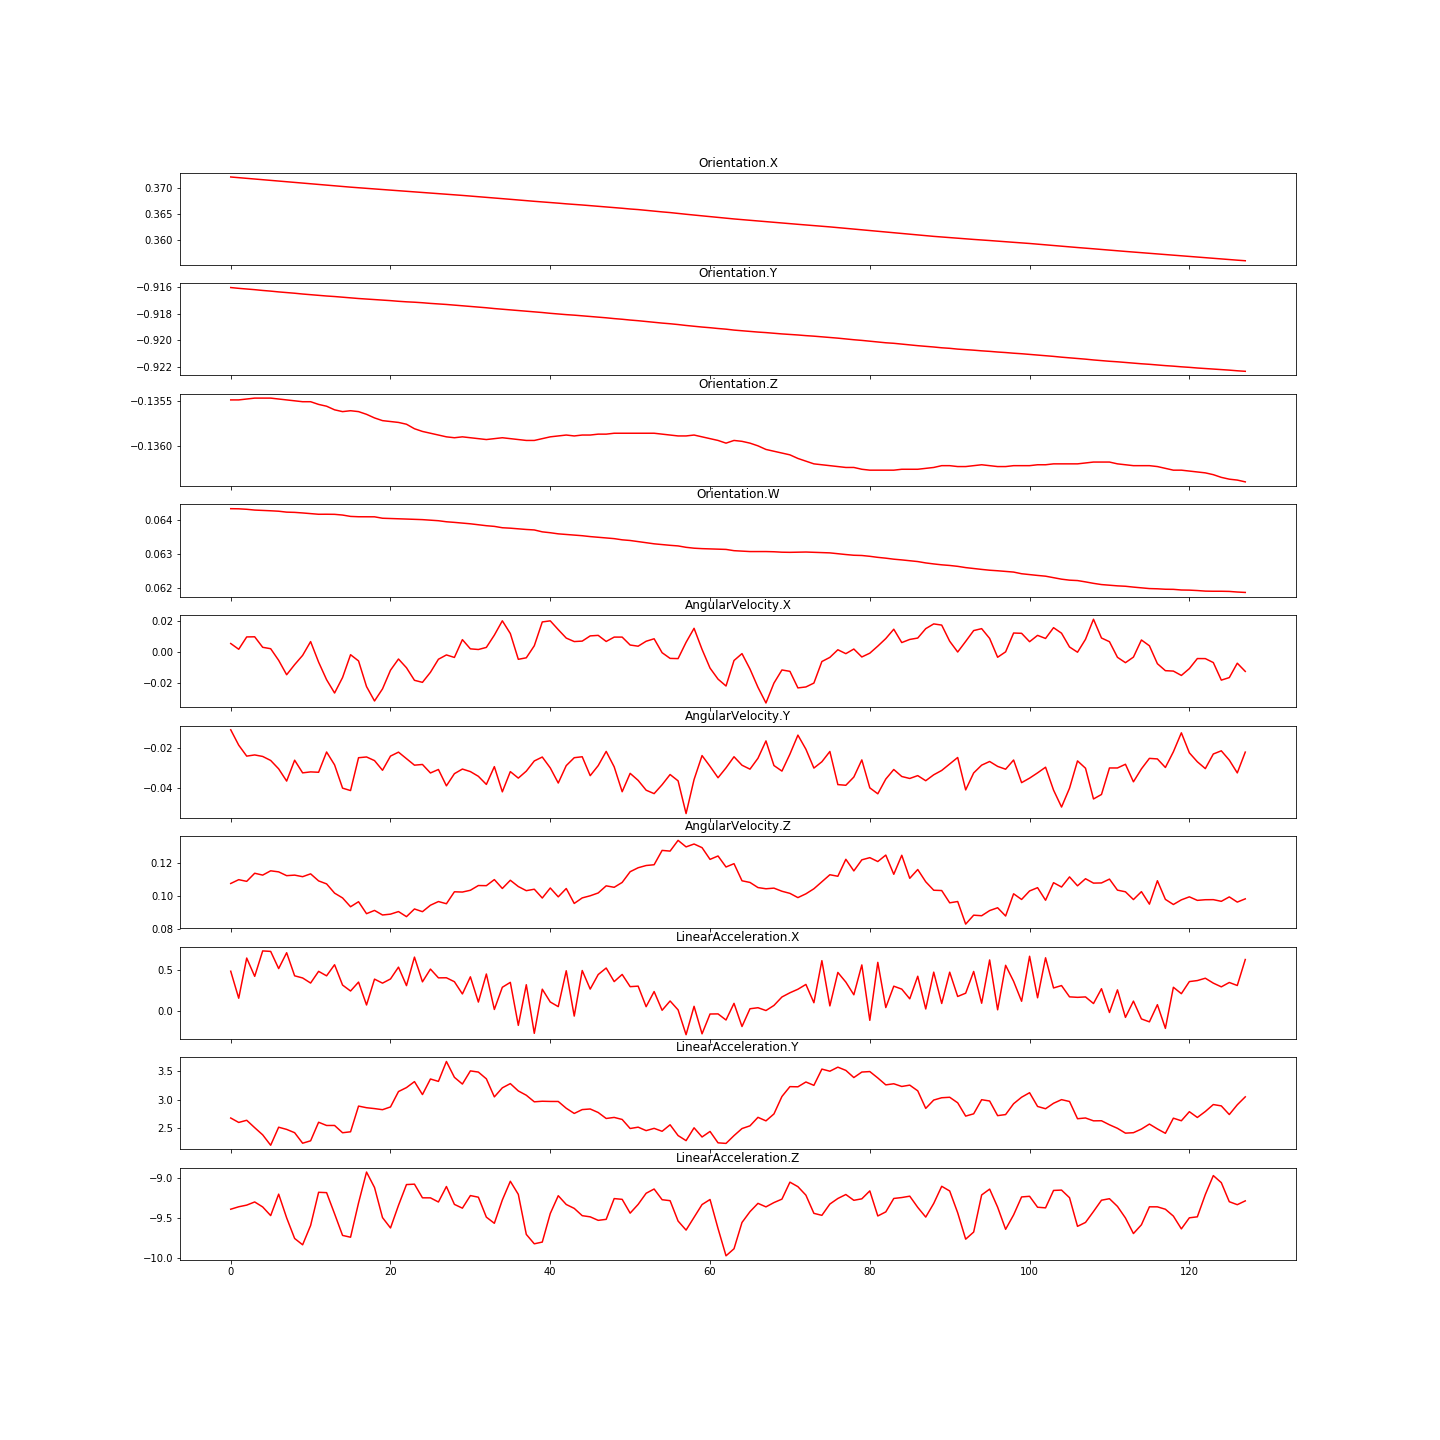 Orientation.X
0.370
0.365
0.360
Orientation.Y
−0.916
−0.918
−0.920
−0.922
Orientation.Z
−0.1355
−0.1360
Orientation.W
0.064
0.063
0.062
AngularVelocity.X
0.02
0.00
−0.02
AngularVelocity.Y
−0.02
−0.04
AngularVelocity.Z
0.12
0.10
0.08
LinearAcceleration.X
0.5
0.0
LinearAcceleration.Y
3.5
3.0
2.5
LinearAcceleration.Z
−9.0
−9.5
−10.0
0 20 40 60 80 100 120